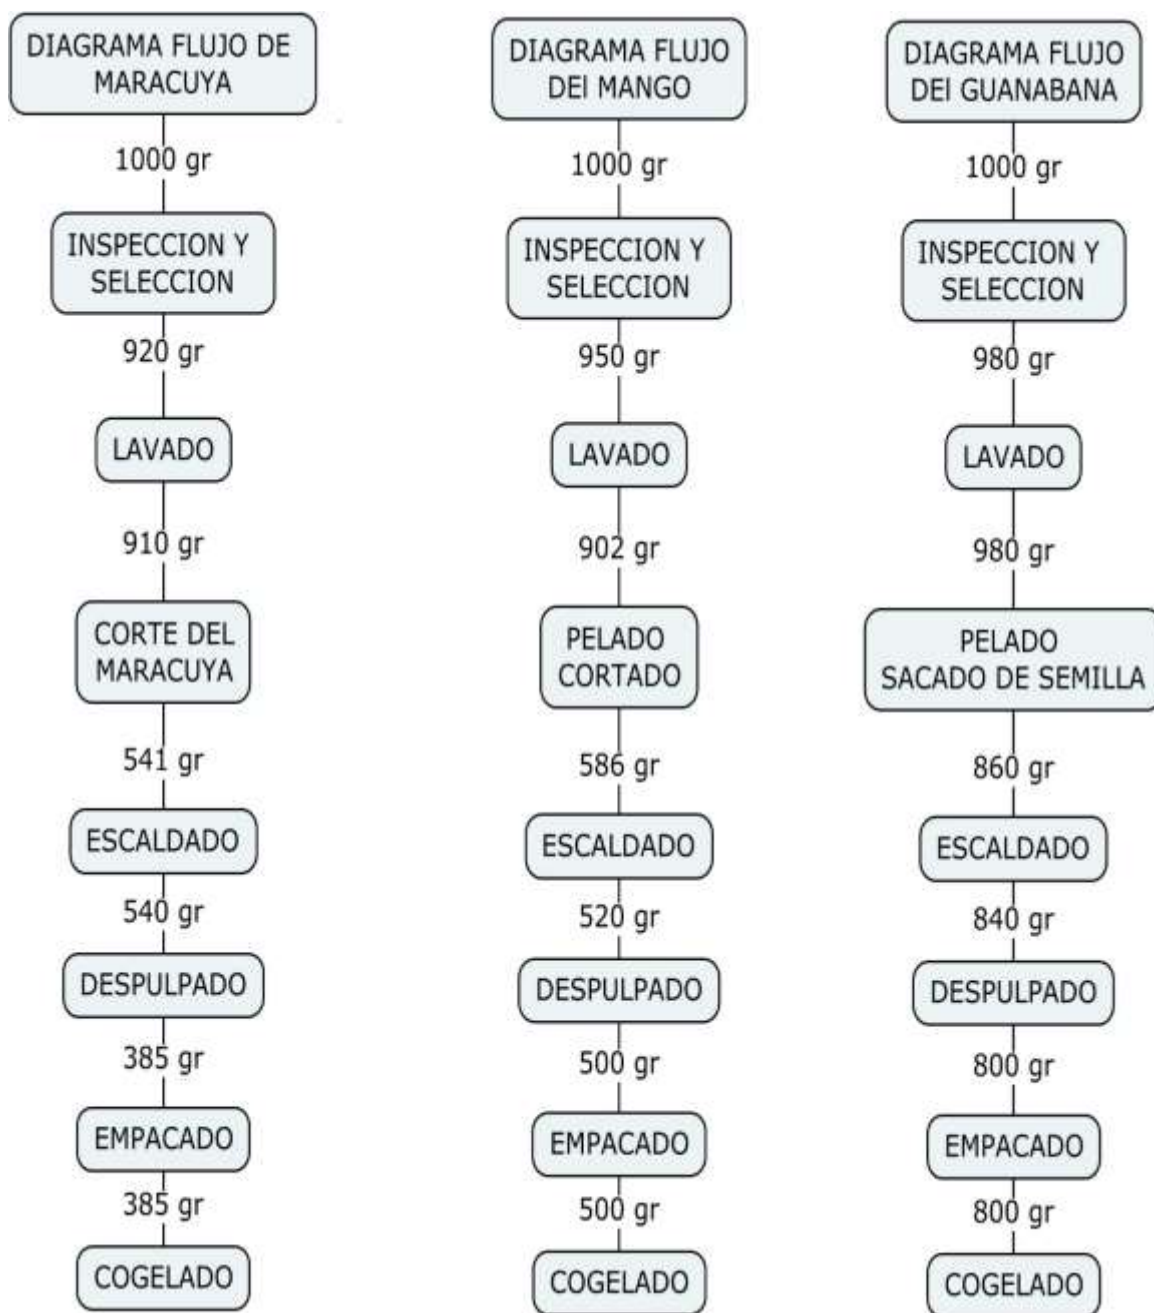 DIAGRAMA FLUJO DE
MARACUYA
1000 gr
INSPECCION Y
SELECCION
920 gr
LAVADO
910 gr
CORTE DEL
MARACUYA
541 gr
ESCALDADO
540 gr
DESPULPADO
385 gr
EMPACADO
385 gr
COGELADO
DIAGRAMA FLUJO
DEl MANGO
1000 gr
INSPECCION Y
SELECCION
950 gr
LAVADO
902 gr
PELADO
CORTADO
586 gr
ESCALDADO
520 gr
DESPULPADO
500 gr
EMPACADO
500 gr
COGELADO
DIAGRAMA FLUJO
DEl GUANABANA
1000 gr
INSPECCION Y
SELECCION
980 gr
LAVADO
980 gr
PELADO
SACADO DE SEMILLA
860 gr
ESCALDADO
840 gr
DESPULPADO
800 gr
EMPACADO
800 gr
COGELADO